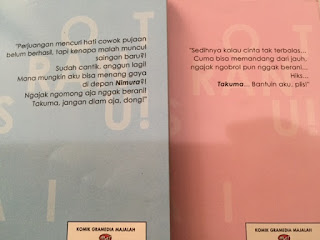 "Perjuangan mencuri hati cowok pujaan
belum berhasil, tapi kenapa malah muncul
saingan baru?!
Sudah cantik, anggun lagi!
Mana mungkin aku bisa menang gaya
di depan Nimura?!
Ngajak ngomong aja nggak berani!
Takuma, jangan diam aja, dong!"
KOMIK GRAMEDIA MAJALAH
"Sedihnya kalau cinta tak terbalas...
Cuma bisa memandang dari jauh,
ngajak ngobrol pun nggak berani...
Hiks...
Takuma... Bantuin aku, plis!"
KOMIK GRAMEDIA MAJALAH